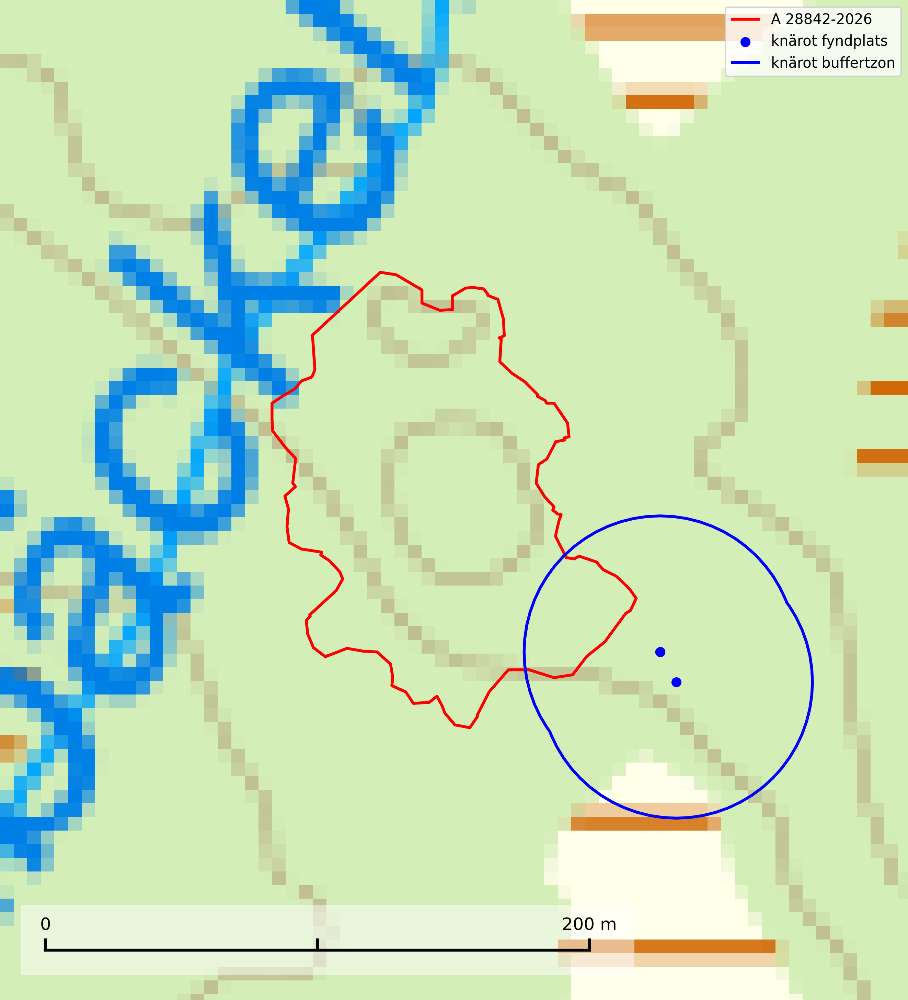 A 28842-2026
knärot fyndplats
knärot buffertzon
0
200 m